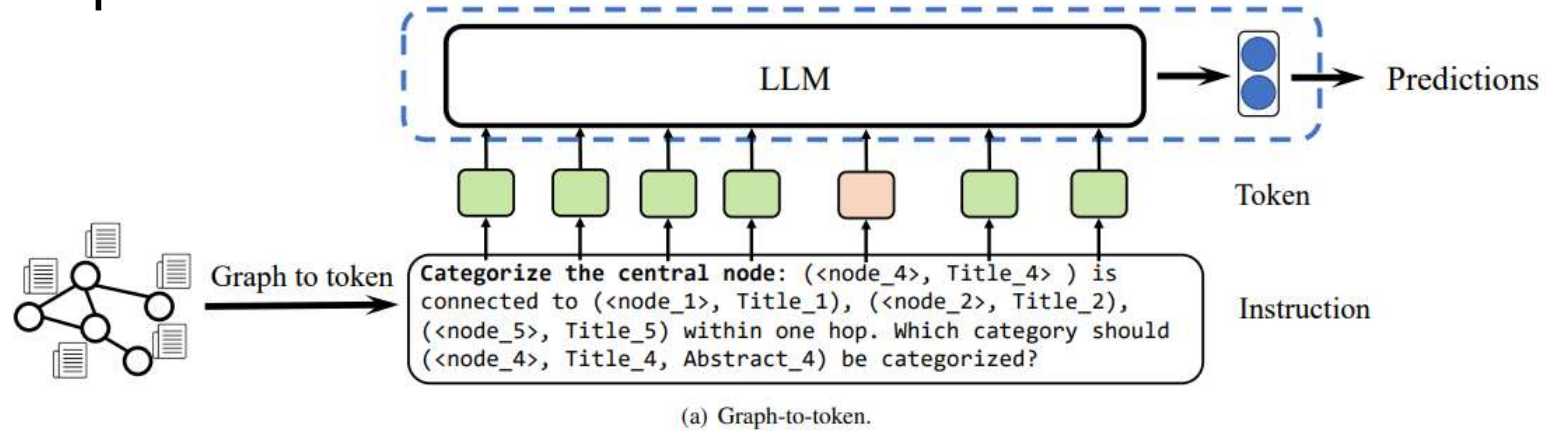 LLM
Predictions
Token
Graph to token
Categorize the central node: (<node_4>, Title_4> ) is
connected to (<node_1>, Title_1), (<node_2>, Title_2),
(<node_5>, Title_5) within one hop. Which category should
(<node_4>, Title_4, Abstract_4) be categorized?
Instruction
(a) Graph-to-token.